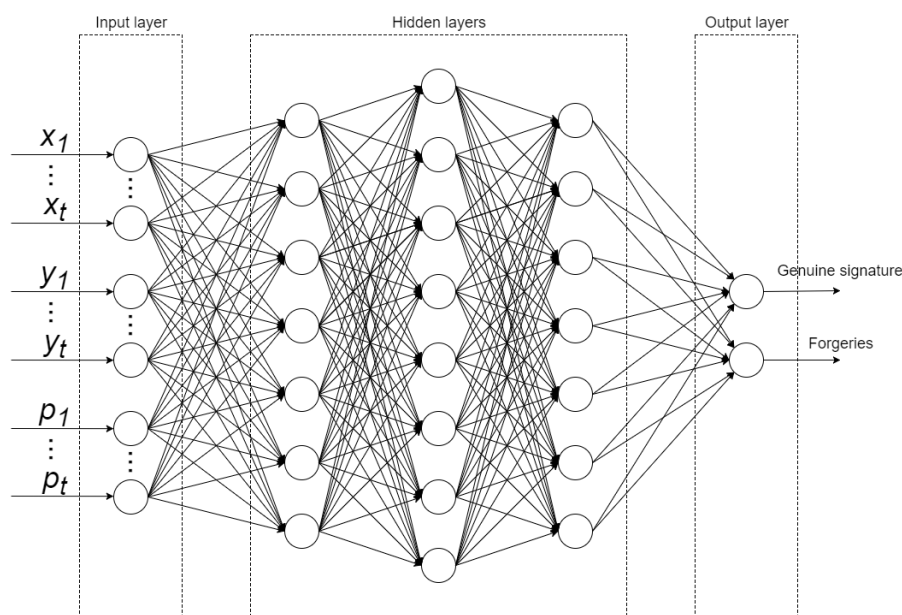 Input layer
Hidden layers
Output layer
x1
⋮
xt
y1
⋮
yt
p1
⋮
pt
Genuine signature
Forgeries